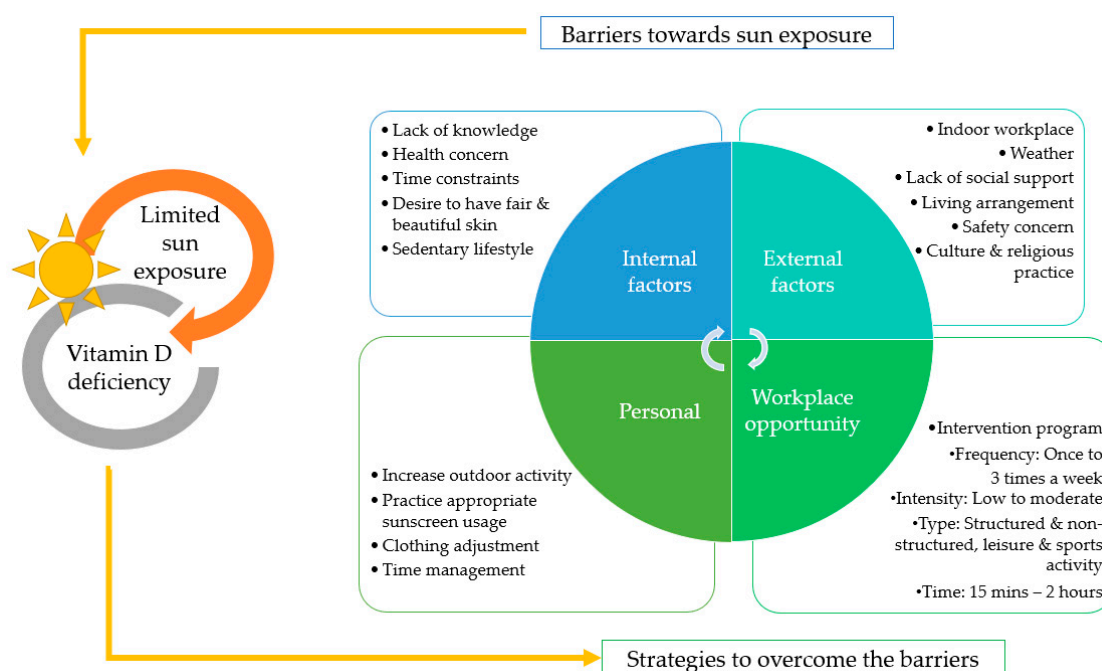 Barriers towards sun exposure
Limited
sun
exposure
Vitamin D
deficiency
• Lack of knowledge
• Health concern
• Time constraints
• Desire to have fair &
beautiful skin
• Sedentary lifestyle
Internal
factors
External
factors
• Indoor workplace
• Weather
• Lack of social support
• Living arrangement
• Safety concern
• Culture & religious
practice
Personal
Workplace
opportunity
• Increase outdoor activity
• Practice appropriate
sunscreen usage
• Clothing adjustment
• Time management
• Intervention program
•Frequency: Once to
3 times a week
•Intensity: Low to moderate
•Type: Structured & non-
structured, leisure & sports
activity
•Time: 15 mins – 2 hours
Strategies to overcome the barriers